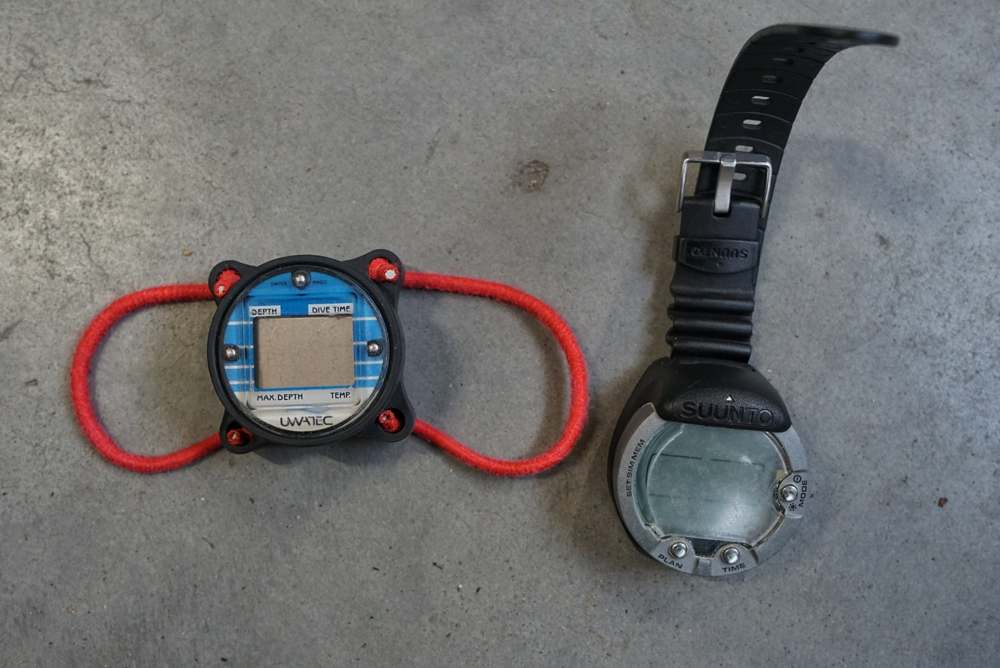 SWISS MADE
DEPTH DIVE TIME
MAX.DEPTH TEMP.
UWATEC
SUUNTO
SUUNTO
SET SIM MEM
MODE
PLAN
TIME